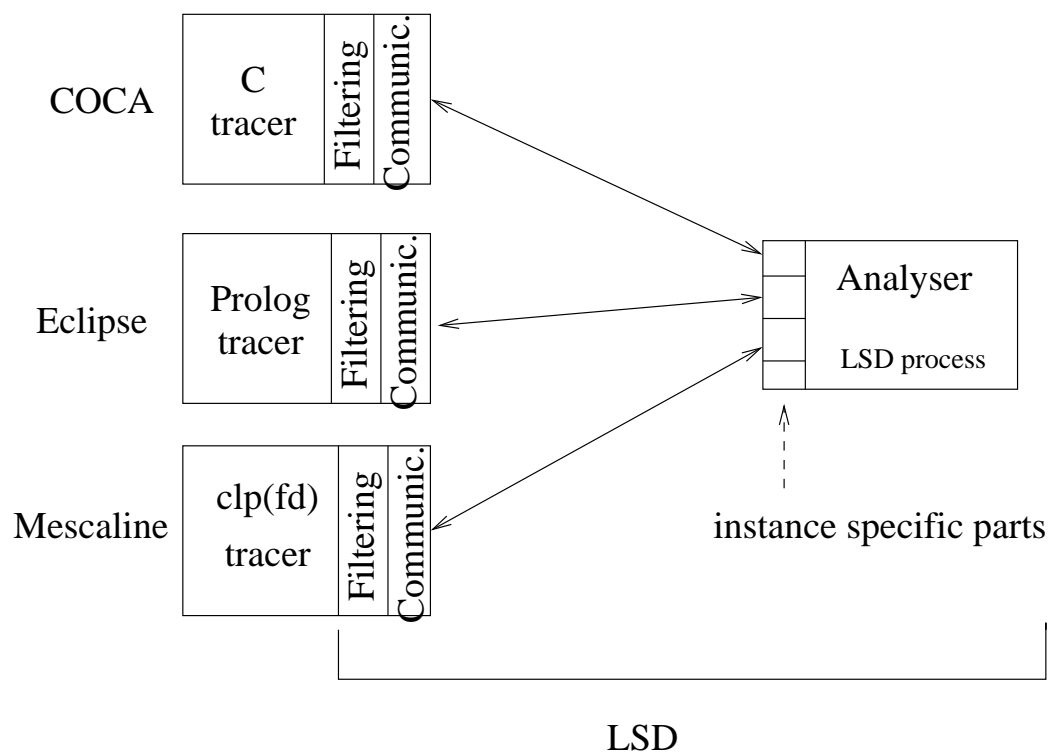 COCA
C
tracer
Filtering
Communic.
Eclipse
Prolog
tracer
Filtering
Communic.
Mescaline
clp(fd)
tracer
Filtering
Communic.
Analyser
LSD process
instance specific parts
LSD